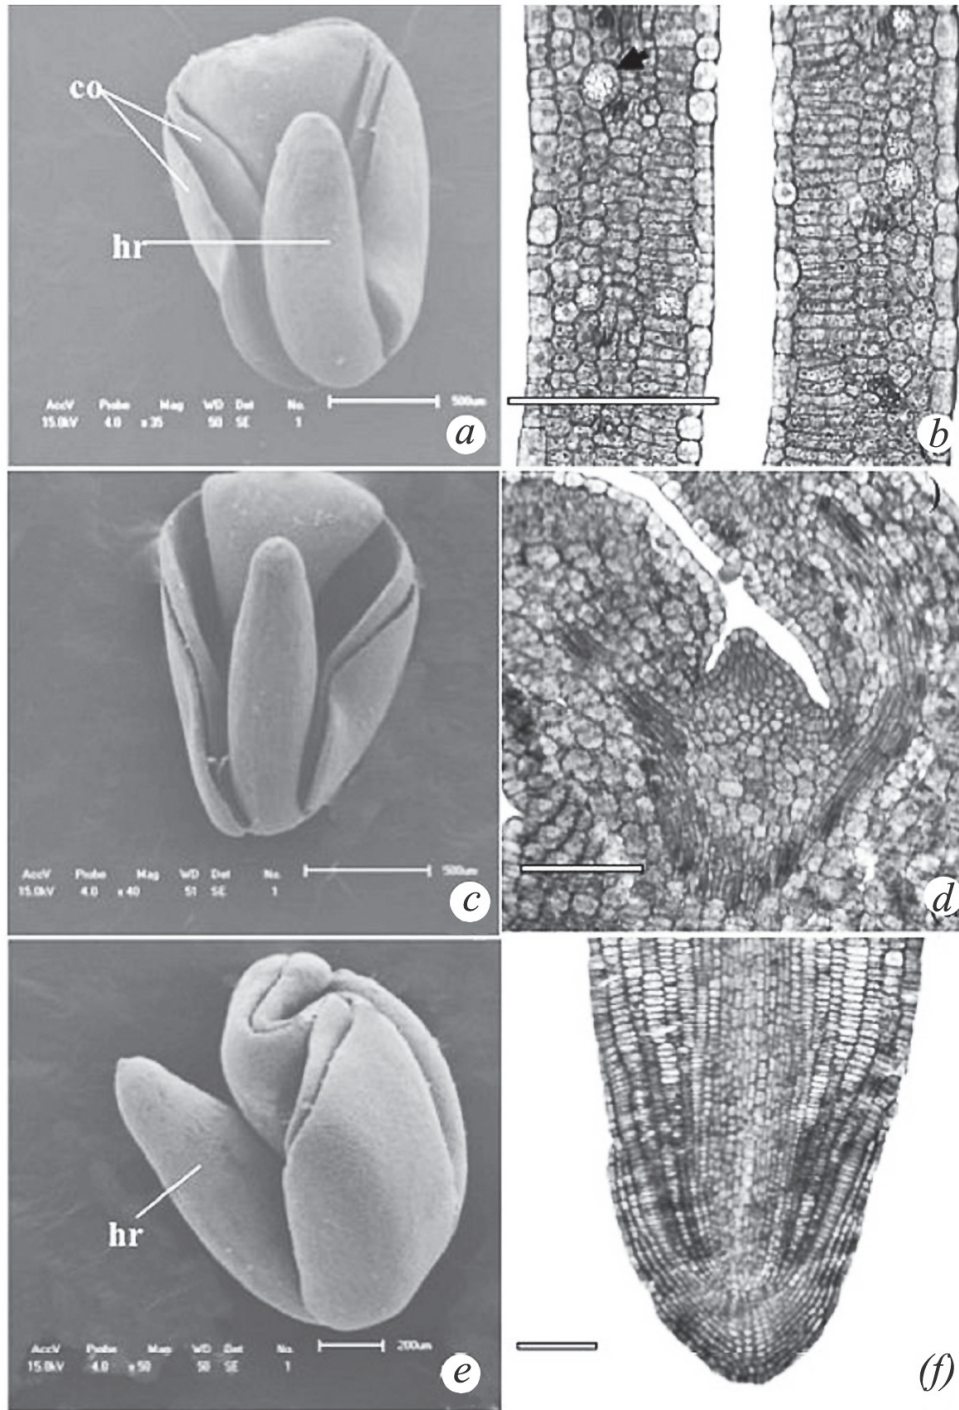 co
hr
AccV Probe Mag WD Det No. 500um
15.0kV 4.0 x 35 50 SE 1
a
b
AccV Probe Mag WD Det No. 500um
15.0kV 4.0 x 40 51 SE 1
c
)
d
hr
AccV Probe Mag WD Det No. 200um
15.0kV 4.0 x 50 50 SE 1
e
(f)